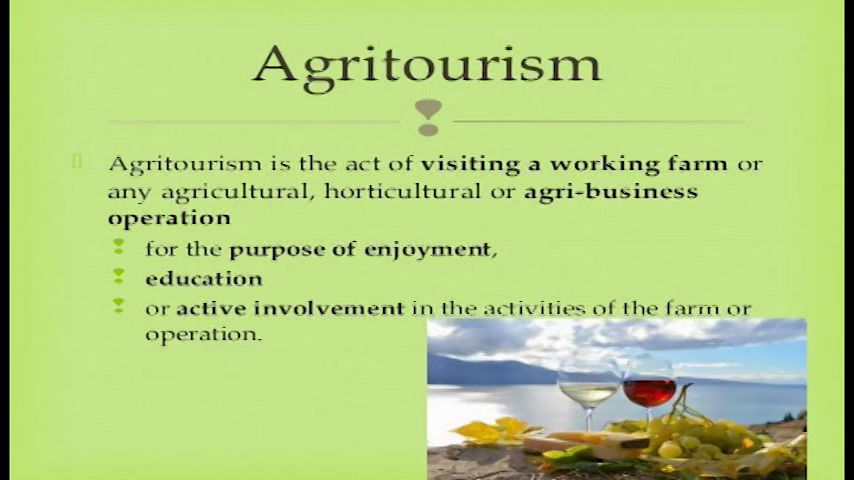 Agritourism
Agritourism is the act of visiting a working farm or
any agricultural, horticultural or agri-business
operation
for the purpose of enjoyment,
education
or active involvement in the activities of the farm or
operation.